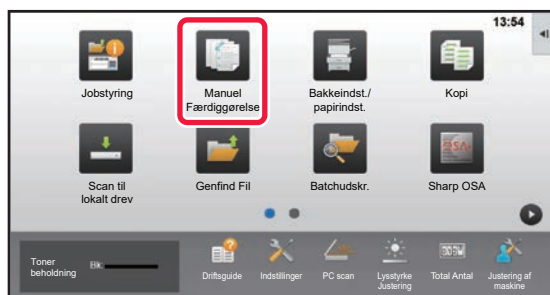 13:54
Jobstyring
Manuel
Færdiggørelse
Bakkeindst./
papirindst.
Kopi
Scan til
lokalt drev
Genfind Fil
Batchudskr.
Sharp OSA
Toner
beholdning
Bk:
Driftsguide
Indstillinger
PC scan
Lysstyrke
Justering
Total Antal
Justering af
maskine